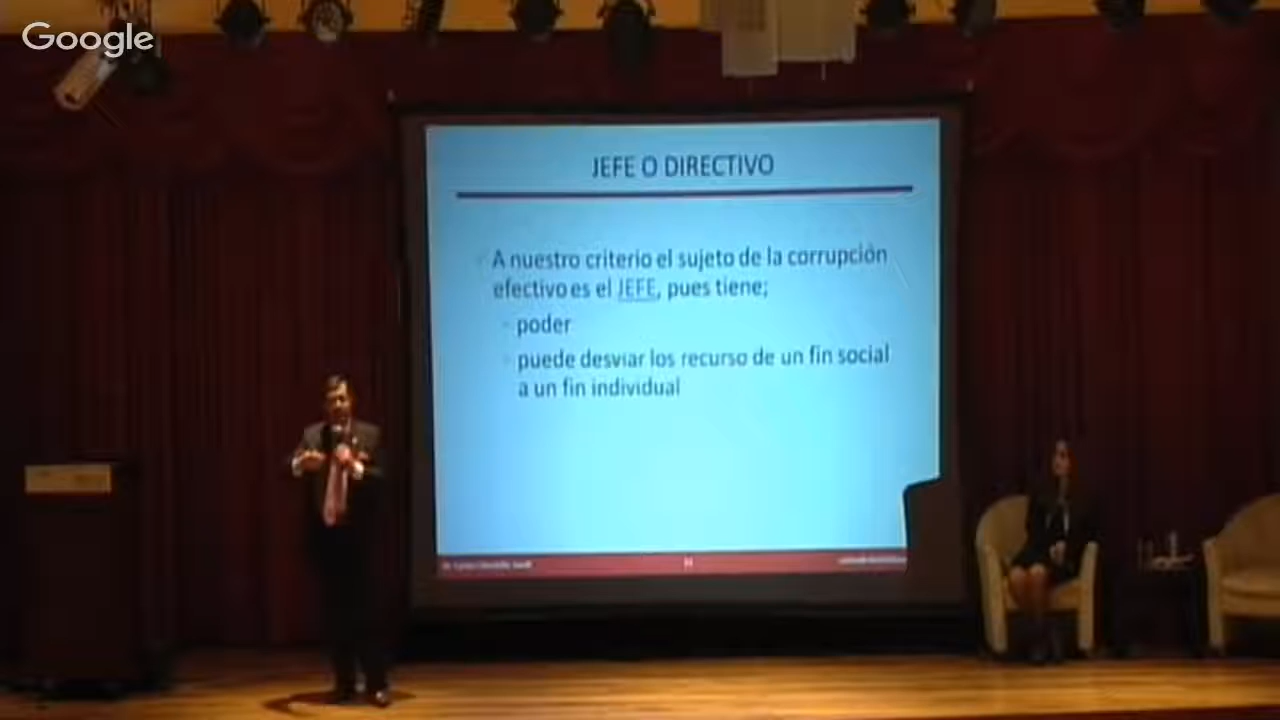 Google
JEFE O DIRECTIVO
A nuestro criterio el sujeto de la corrupción
efectivo es el JEFE, pues tiene;
poder
puede desviar los recurso de un fin social
a un fin individual